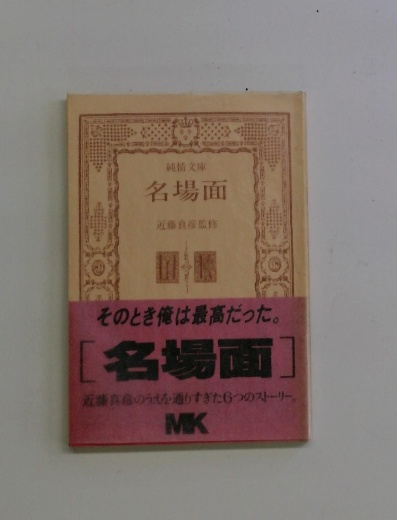 純情文庫
名場面
近藤真彦監修
そのとき俺は最高だった。
[名場面]
近藤真彦のうえを通りすぎた6つのストーリー。
MK